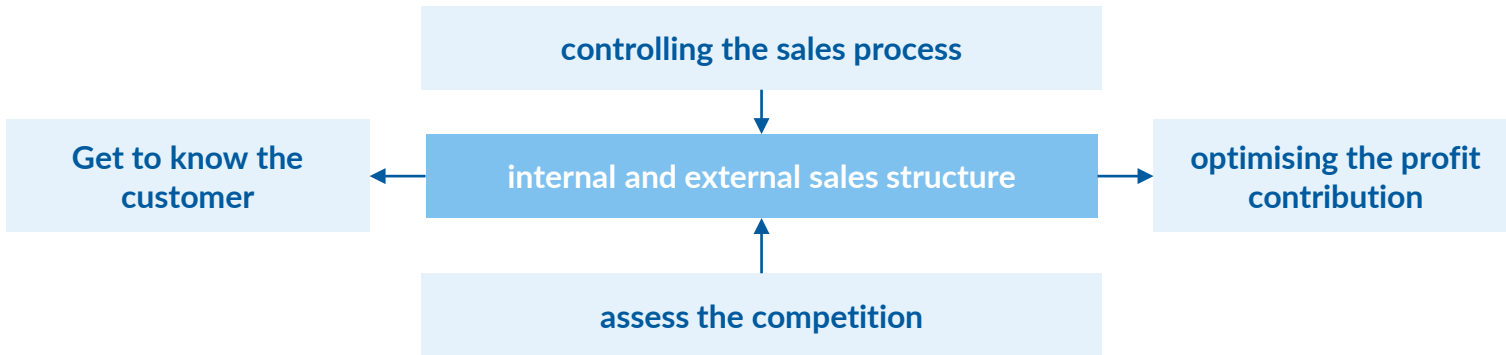 controlling the sales process
Get to know the
customer
internal and external sales structure
optimising the profit
contribution
assess the competition